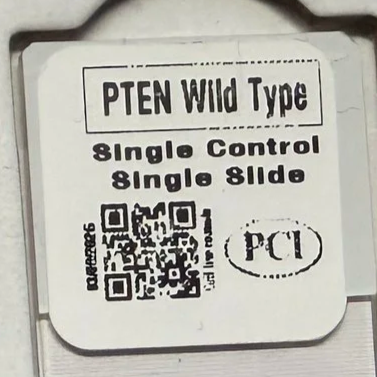 PTEN Wild Type
Single Control
Single Slide
PCI